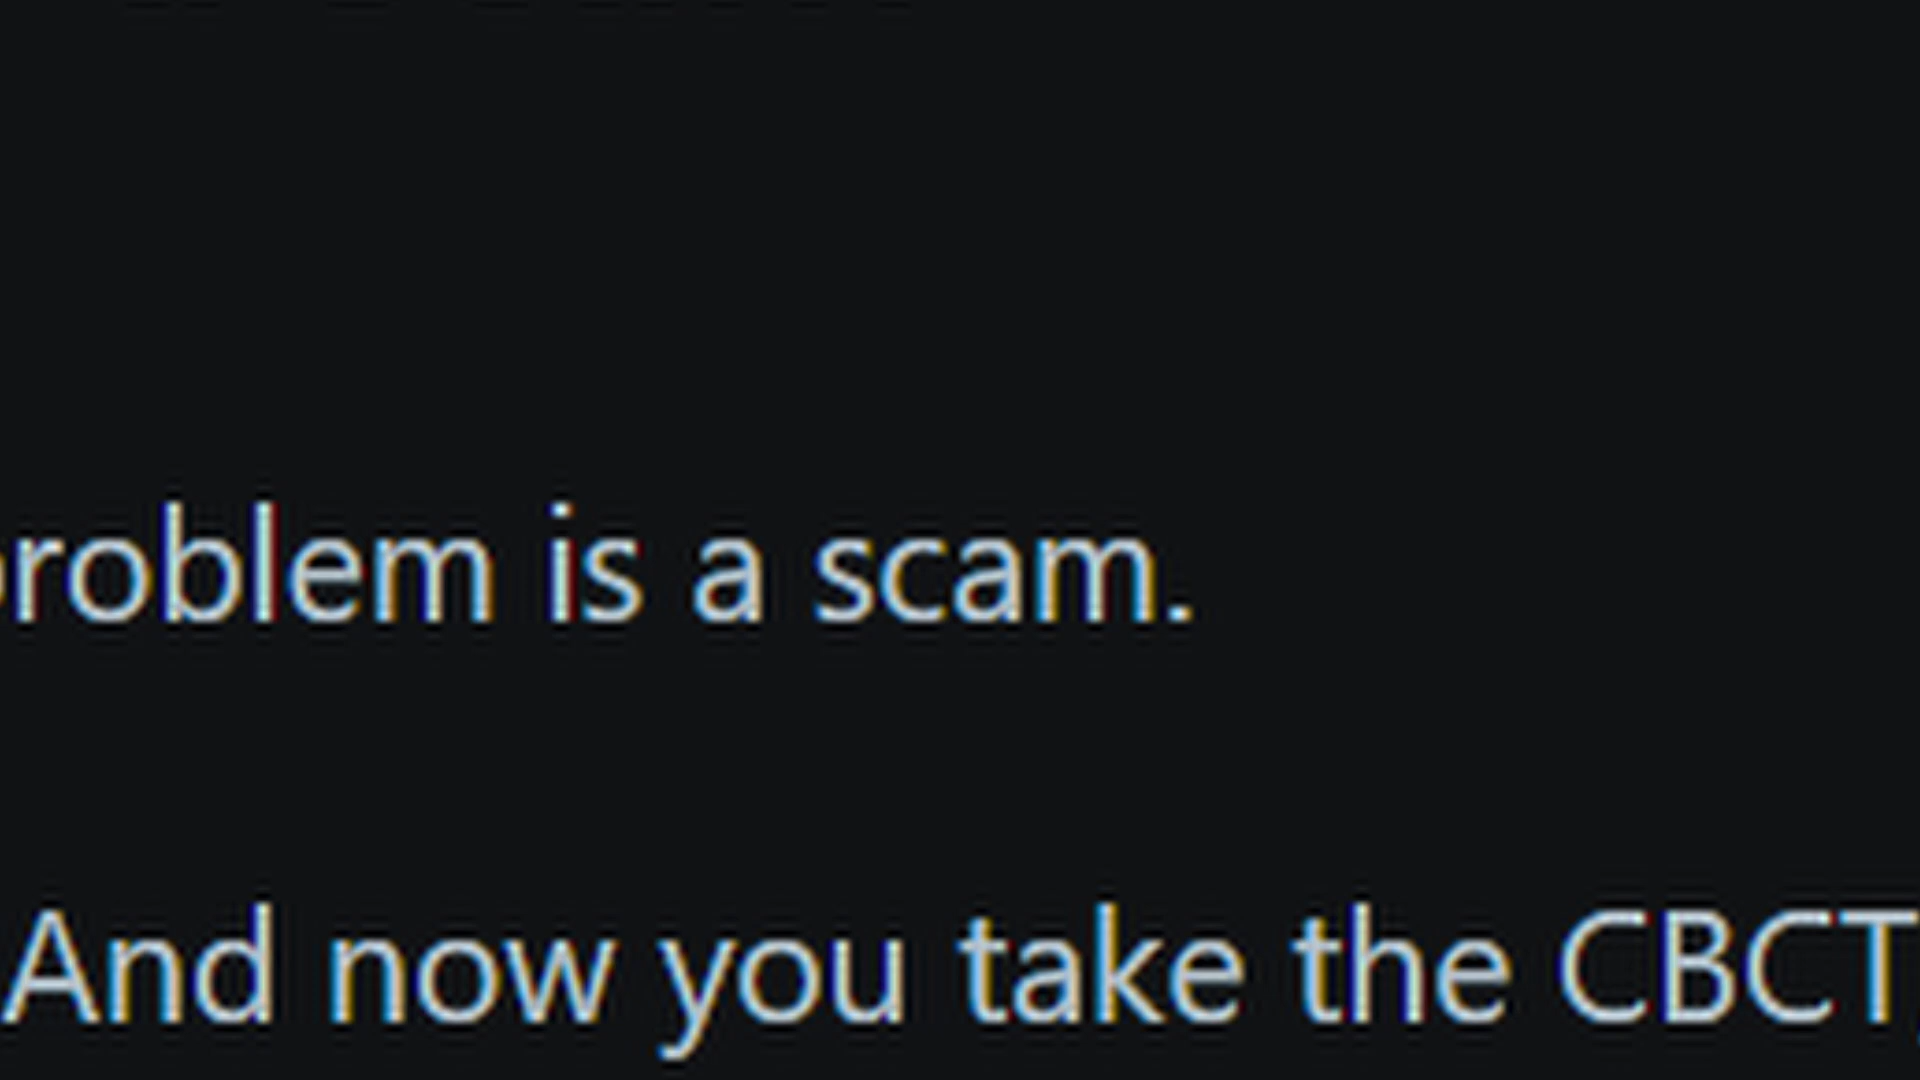 problem is a scam.
And now you take the CBCT,